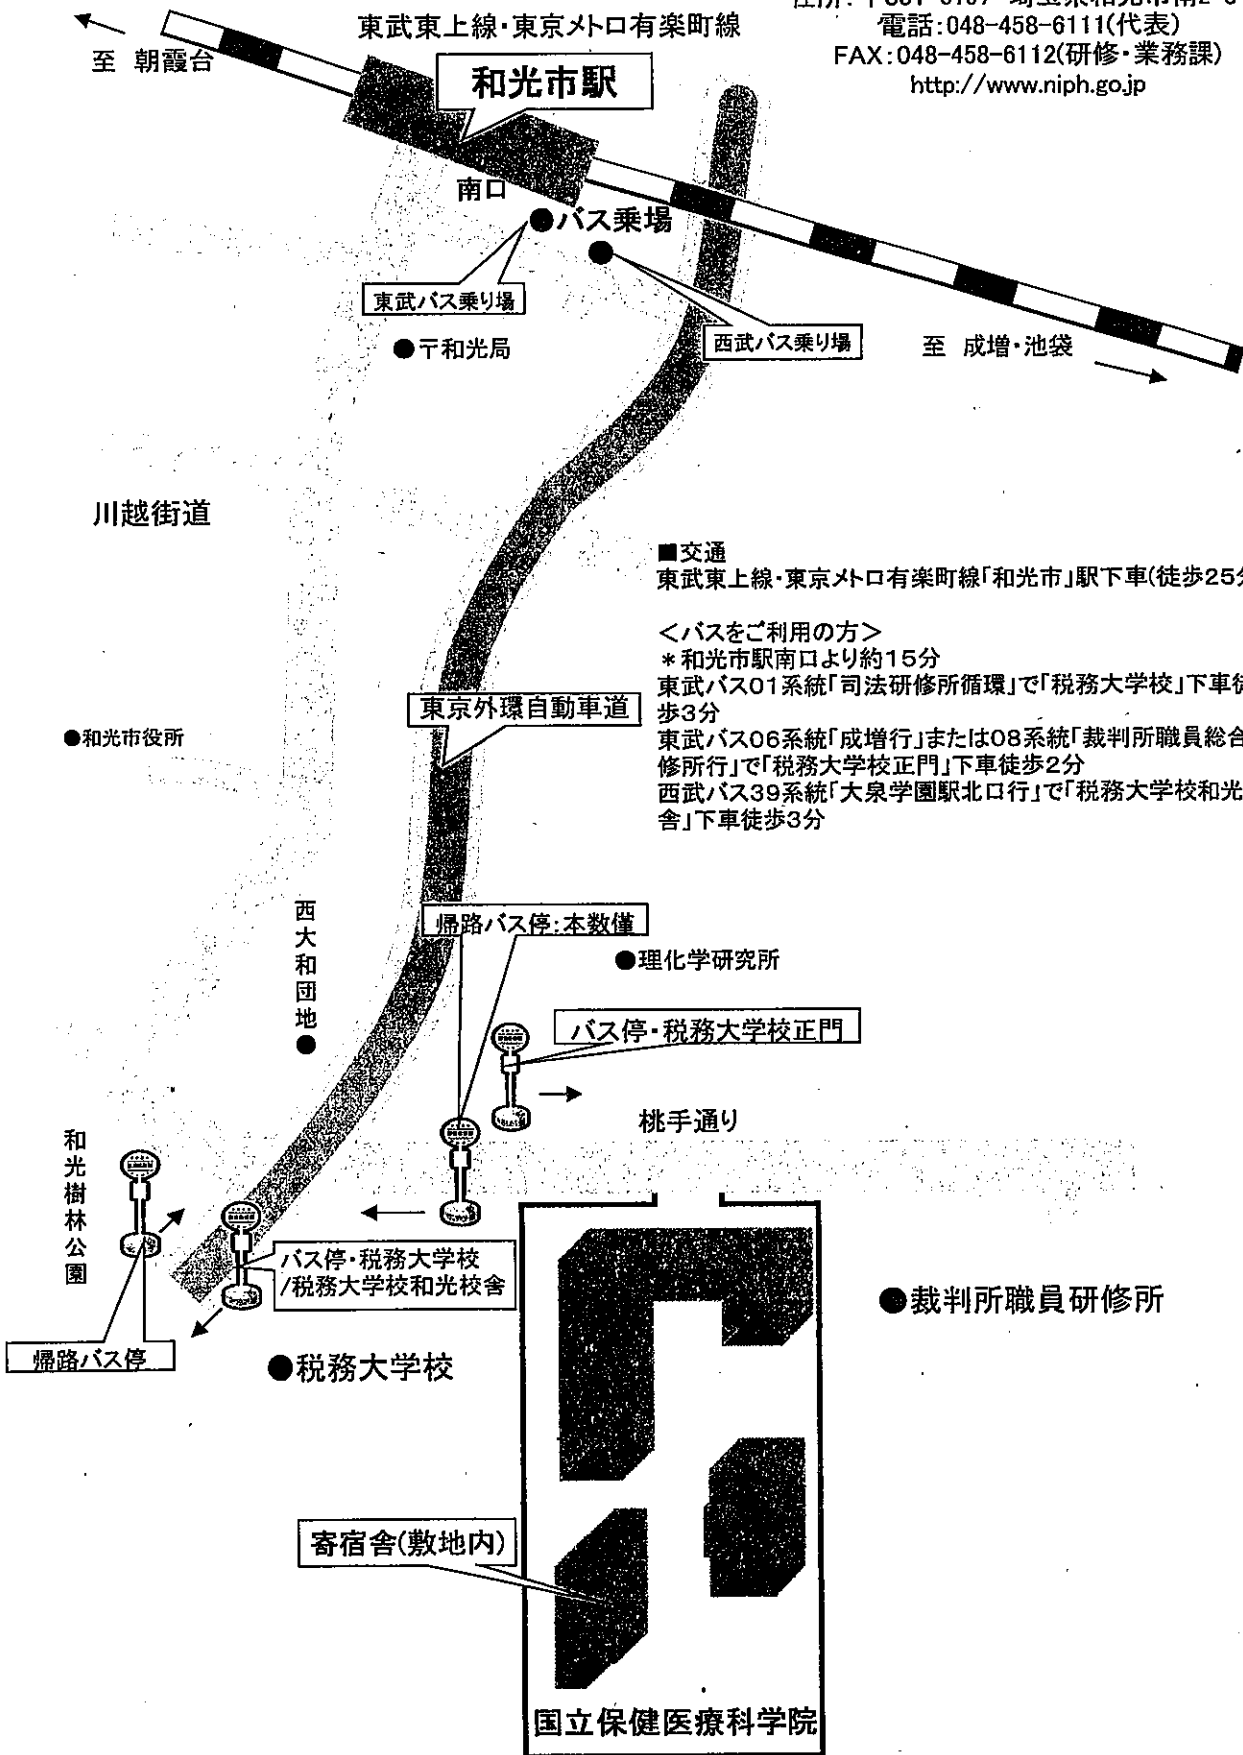 東武東上線・東京メトロ有楽町線
電話:048-458-6111(代表)
FAX:048-458-6112(研修・業務課)
http://www.niph.go.jp
至 朝霞台
和光市駅
南口
●バス乗場
東武バス乗り場
西武バス乗り場
●〒和光局
至 成増・池袋
川越街道
■交通
東武東上線・東京メトロ有楽町線「和光市」駅下車(徒歩25分
＜バスをご利用の方＞
＊和光市駅南口より約15分
東武バス01系統「司法研修所循環」で「税務大学校」下車徒
歩3分
東武バス06系統「成増行」または08系統「裁判所職員総合
修所行」で「税務大学校正門」下車徒歩2分
西武バス39系統「大泉学園駅北口行」で「税務大学校和光
舎」下車徒歩3分
東京外環自動車道
●和光市役所
西大和団地●
帰路バス停:本数僅
●理化学研究所
バス停・税務大学校正門
桃手通り
和光樹林公園
バス停・税務大学校
/税務大学校和光校舎
帰路バス停
●税務大学校
●裁判所職員研修所
寄宿舎(敷地内)
国立保健医療科学院